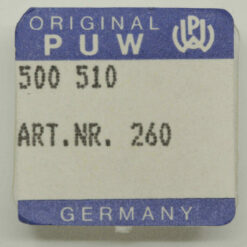 ORIGINAL
PUW
500 510
ART.NR. 260
GERMANY